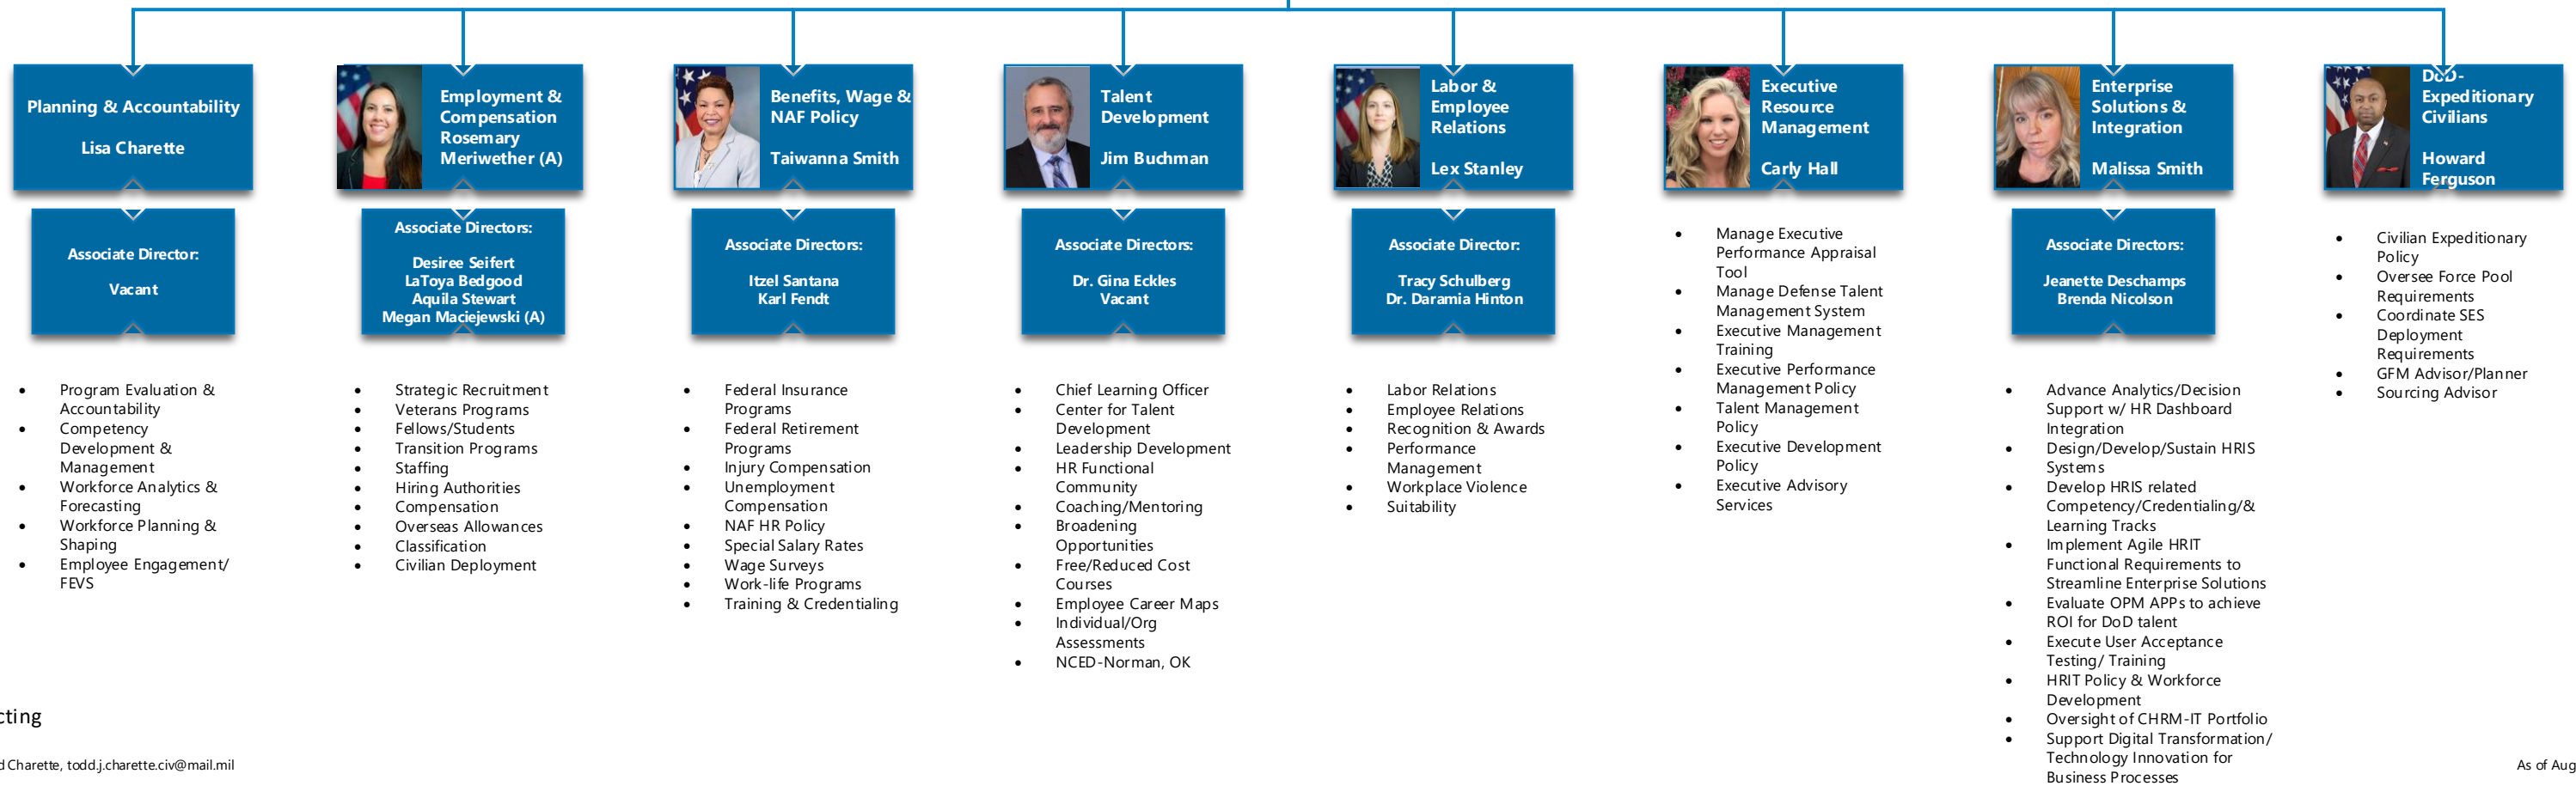 Planning & Accountability
Lisa Charette
Associate Director:
Vacant
• Program Evaluation &
Accountability
• Competency
Development &
Management
• Workforce Analytics &
Forecasting
• Workforce Planning &
Shaping
• Employee Engagement/
FEVS
Employment &
Compensation
Rosemary
Meriwether (A)
Associate Directors:
Desiree Seifert
LaToya Bedgood
Aquila Stewart
Megan Maciejewski (A)
• Strategic Recruitment
• Veterans Programs
• Fellows/Students
• Transition Programs
• Staffing
• Hiring Authorities
• Compensation
• Overseas Allowances
• Classification
• Civilian Deployment
Benefits, Wage &
NAF Policy
Taiwanna Smith
Associate Directors:
Itzel Santana
Karl Fendt
• Federal Insurance
Programs
• Federal Retirement
Programs
• Injury Compensation
• Unemployment
Compensation
• NAF HR Policy
• Special Salary Rates
• Wage Surveys
• Work-life Programs
• Training & Credentialing
Talent
Development
Jim Buchman
Associate Directors:
Dr. Gina Eckles
Vacant
• Chief Learning Officer
• Center for Talent
Development
• Leadership Development
• HR Functional
Community
• Coaching/Mentoring
• Broadening
Opportunities
• Free/Reduced Cost
Courses
• Employee Career Maps
• Individual/Org
Assessments
• NCED-Norman, OK
Labor &
Employee
Relations
Lex Stanley
Associate Director:
Tracy Schulberg
Dr. Daramia Hinton
• Labor Relations
• Employee Relations
• Recognition & Awards
• Performance
Management
• Workplace Violence
• Suitability
Executive
Resource
Management
Carly Hall
• Manage Executive
Performance Appraisal
Tool
• Manage Defense Talent
Management System
• Executive Management
Training
• Executive Performance
Management Policy
• Talent Management
Policy
• Executive Development
Policy
• Executive Advisory
Services
Enterprise
Solutions &
Integration
Malissa Smith
Associate Directors:
Jeanette Deschamps
Brenda Nicolson
• Advance Analytics/Decision
Support w/ HR Dashboard
Integration
• Design/Develop/Sustain HRIS
Systems
• Develop HRIS related
Competency/Credentialing/&
Learning Tracks
• Implement Agile HRIT
Functional Requirements to
Streamline Enterprise Solutions
• Evaluate OPM APPs to achieve
ROI for DoD talent
• Execute User Acceptance
Testing/ Training
• HRIT Policy & Workforce
Development
• Oversight of CHRM-IT Portfolio
• Support Digital Transformation/
Technology Innovation for
Business Processes
DoD-
Expeditionary
Civilians
Howard
Ferguson
• Civilian Expeditionary
Policy
• Oversee Force Pool
Requirements
• Coordinate SES
Deployment
Requirements
• GFM Advisor/Planner
• Sourcing Advisor
cting
d Charette, todd.j.charette.civ@mail.mil
As of Aug